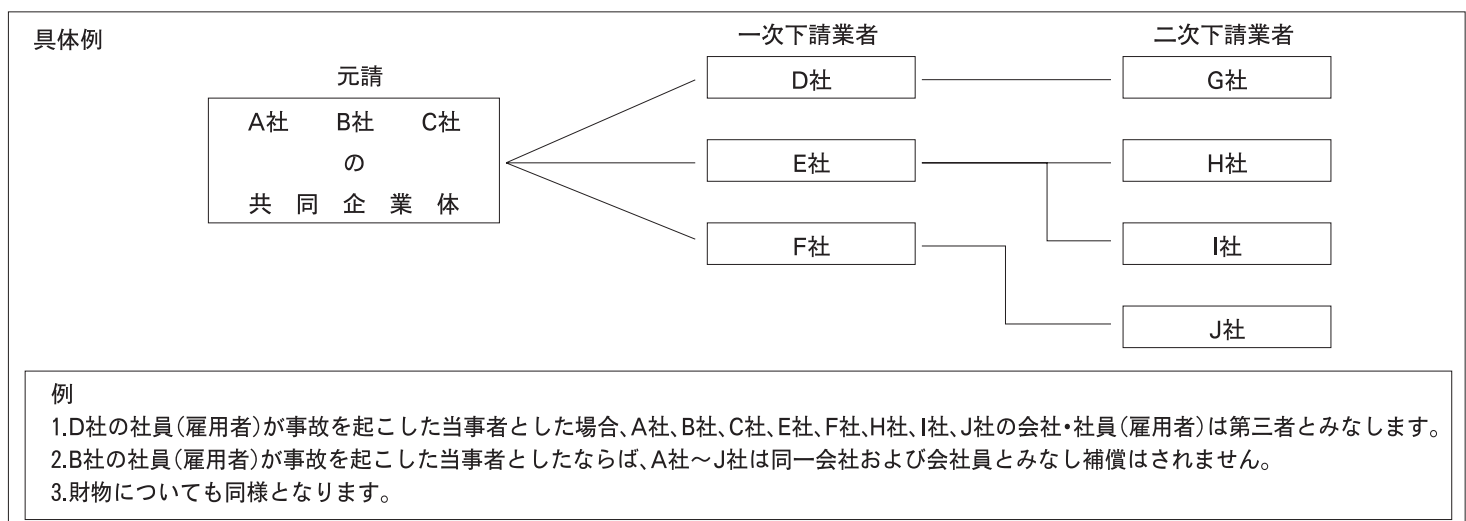 具体例
一次下請業者
二次下請業者
元請
D社
G社
A社 B社 C社
の
共同企業体
E社
H社
F社
I社
J社
例
1.D社の社員(雇用者)が事故を起こした当事者とした場合、A社、B社、C社、E社、F社、H社、I社、J社の会社・社員(雇用者)は第三者とみなします。
2.B社の社員(雇用者)が事故を起こした当事者としたならば、A社～J社は同一会社および会社員とみなし補償はされません。
3.財物についても同様となります。